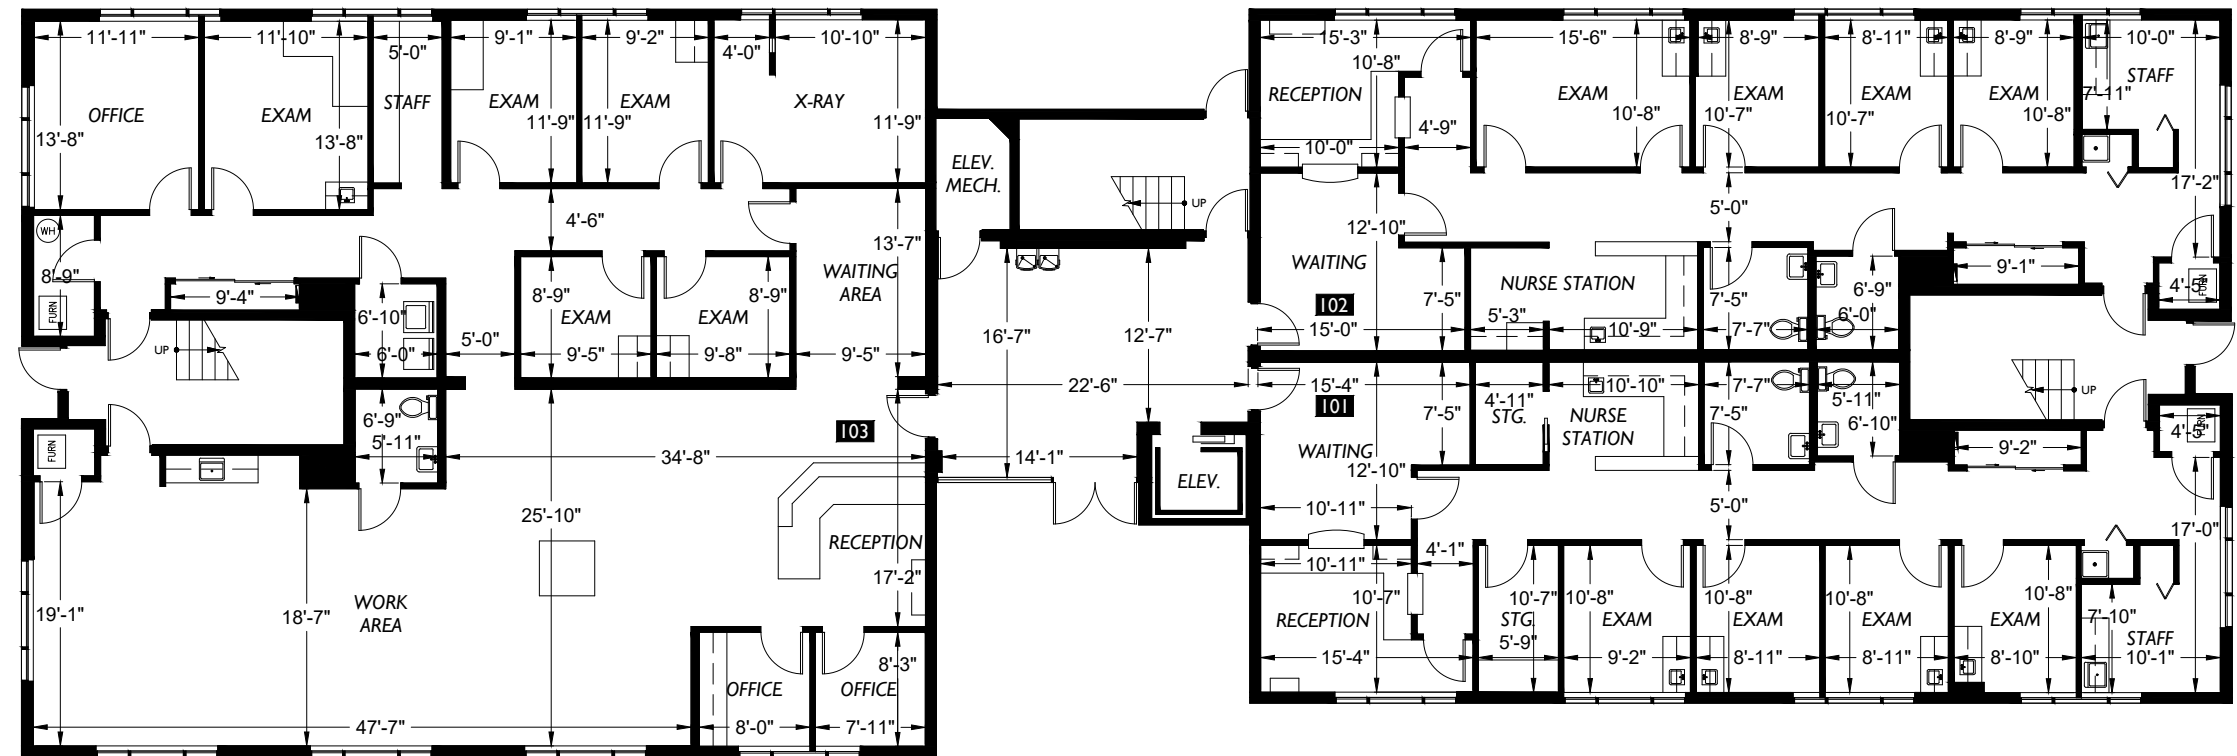 11'-11"
11'-10"
5'-0"
9'-1"
9'-2"
4'-0"
10'-10"
OFFICE
13'-8"
EXAM
13'-8"
STAFF
EXAM
11'-9"
EXAM
11'-9"
X-RAY
11'-9"
WH
8'-9"
FURN
9'-4"
UP
4'-6"
13'-7"
WAITING
AREA
8'-9"
EXAM
9'-5"
8'-9"
EXAM
9'-8"
9'-5"
6'-10"
6'-0"
5'-0"
6'-9"
5'-11"
FURN
34'-8"
103
25'-10"
RECEPTION
17'-2"
19'-1"
18'-7"
WORK
AREA
47'-7"
OFFICE
8'-0"
OFFICE
8'-3"
7'-11"
ELEV.
MECH.
UP
16'-7"
12'-7"
22'-6"
14'-1"
ELEV.
15'-3"
10'-8"
RECEPTION
10'-0"
4'-9"
15'-6"
EXAM
10'-8"
8'-9"
EXAM
10'-7"
8'-11"
EXAM
10'-7"
8'-9"
EXAM
10'-8"
10'-0"
STAFF
7'-11"
17'-2"
12'-10"
WAITING
102
15'-0"
7'-5"
5'-0"
NURSE STATION
5'-3"
10'-9"
7'-5"
7'-7"
6'-9"
6'-0"
9'-1"
4'-5"
FURN
15'-4"
101
WAITING
12'-10"
7'-5"
10'-11"
4'-11"
STG.
10'-10"
NURSE
STATION
7'-7"
7'-5"
5'-11"
6'-10"
UP
9'-2"
FURN
4'-5"
5'-0"
17'-0"
10'-11"
4'-1"
10'-7"
RECEPTION
15'-4"
10'-7"
STG.
5'-9"
10'-8"
EXAM
9'-2"
10'-8"
EXAM
8'-11"
10'-8"
EXAM
8'-11"
10'-8"
EXAM
8'-10"
7'-10"
STAFF
10'-1"